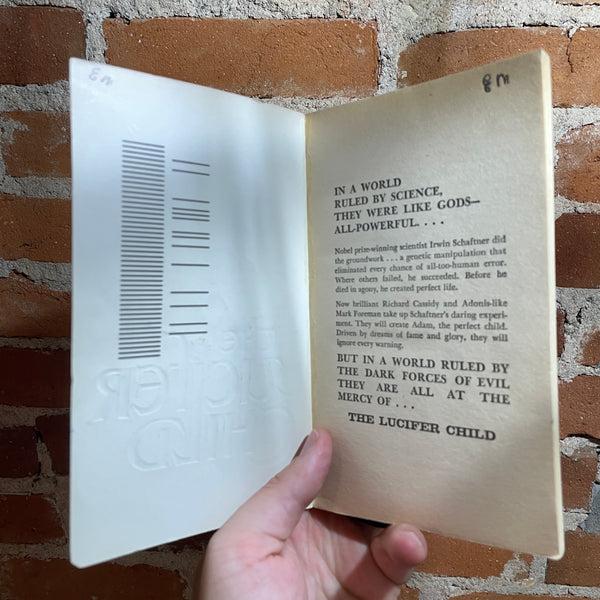 M8
8 W
IN A WORLD
RULED BY SCIENCE,
THEY WERE LIKE GODS—
ALL-POWERFUL. . . .
Nobel prize-winning scientist Irwin Schaftner did
the groundwork . . . a genetic manipulation that
eliminated every chance of all-too-human error.
Where others failed, he succeeded. Before he
died in agony, he created perfect life.
Now brilliant Richard Cassidy and Adonis-like
Mark Foreman take up Schaftner's daring experi-
ment. They will create Adam, the perfect child.
Driven by dreams of fame and glory, they will
ignore every warning.
BUT IN A WORLD RULED BY
THE DARK FORCES OF EVIL
THEY ARE ALL AT THE
MERCY OF . . .
THE LUCIFER CHILD